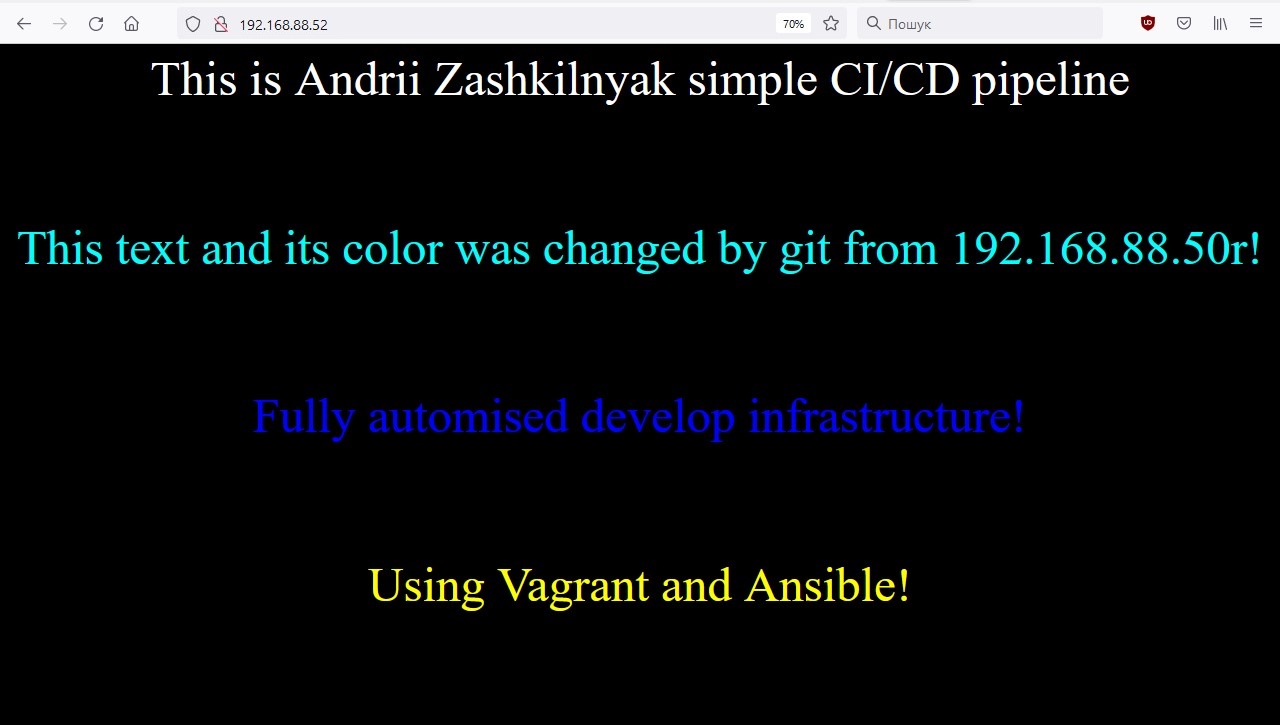 192.168.88.52
70%
Пошук
This is Andrii Zashkilnyak simple CI/CD pipeline
This text and its color was changed by git from 192.168.88.50r!
Fully automised develop infrastructure!
Using Vagrant and Ansible!